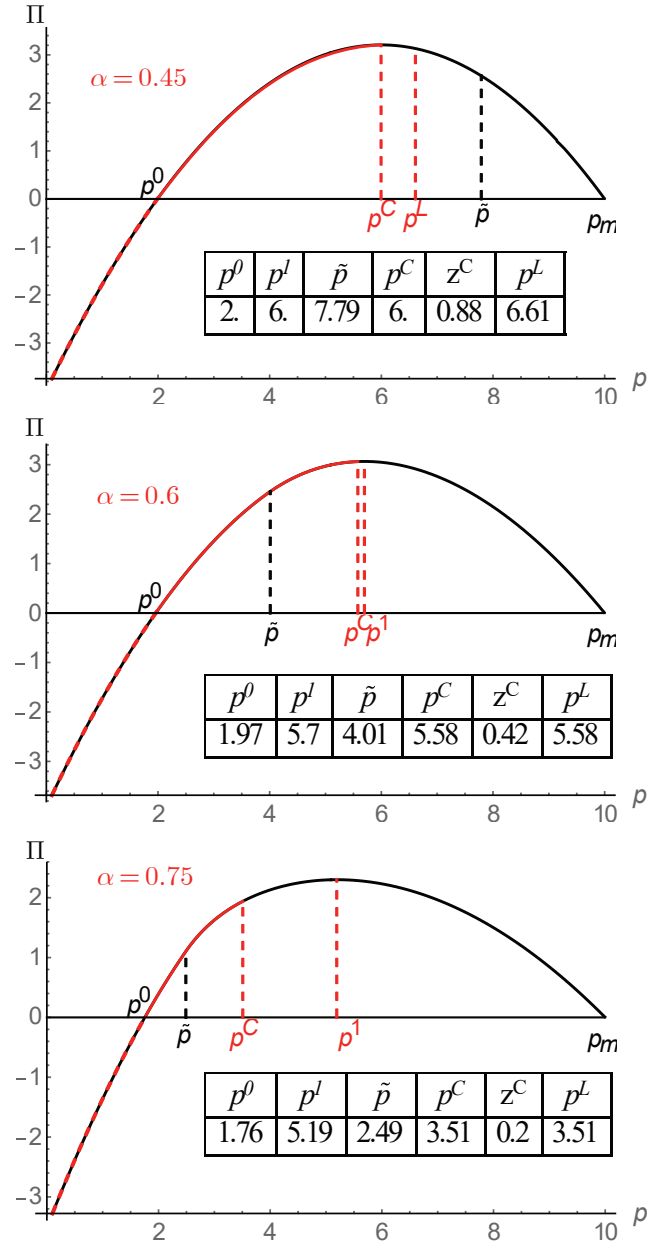 Π
3
α = 0.45
2
1
p⁰
0
pᶜ pᴸ p̃ pₘ
−1
p⁰ p¹ p̃ pᶜ zᶜ pᴸ
−2
2. 6. 7.79 6. 0.88 6.61
−3
2 4 6 8 10 p
Π
3
α = 0.6
2
1
p⁰
0
p̃ pᶜ p¹ pₘ
−1
p⁰ p¹ p̃ pᶜ zᶜ pᴸ
−2
1.97 5.7 4.01 5.58 0.42 5.58
−3
2 4 6 8 10 p
Π
2
α = 0.75
1
p⁰
0
p̃ pᶜ p¹ pₘ
−1
p⁰ p¹ p̃ pᶜ zᶜ pᴸ
1.76 5.19 2.49 3.51 0.2 3.51
−2
−3
2 4 6 8 10 p